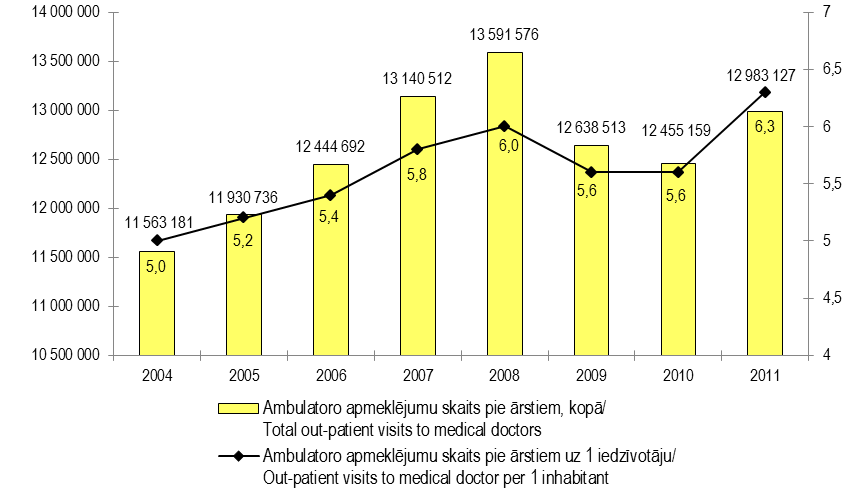 14 000 000
13 500 000
13 000 000
12 500 000
12 000 000
11 500 000
11 000 000
10 500 000
7
6,5
6
5,5
5
4,5
4
11 563 181
11 930 736
12 444 692
13 140 512
13 591 576
12 638 513
12 455 159
12 983 127
5,0
5,2
5,4
5,8
6,0
5,6
5,6
6,3
2004 2005 2006 2007 2008 2009 2010 2011
Ambulatoro apmeklējumu skaits pie ārstiem, kopā/
Total out-patient visits to medical doctors
Ambulatoro apmeklējumu skaits pie ārstiem uz 1 iedzīvotāju/
Out-patient visits to medical doctor per 1 inhabitant